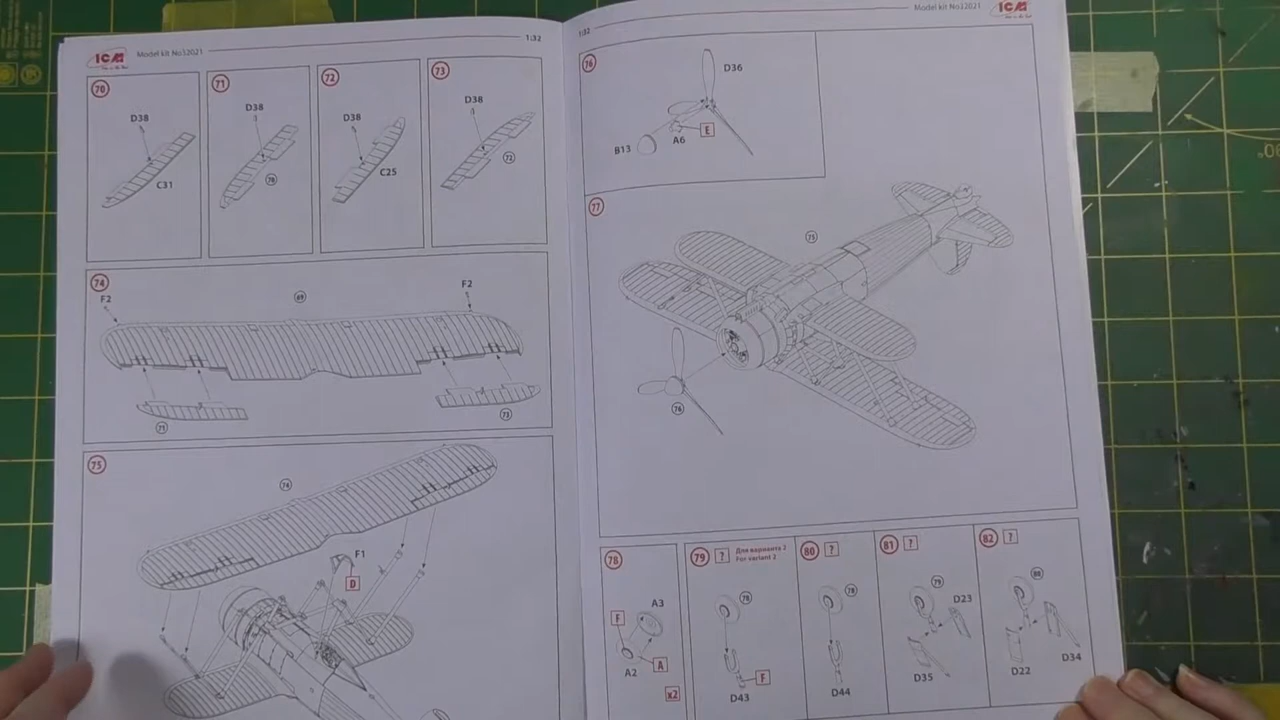 ICM
Model kit No32021
1:32
70
D38
C31
71
D38
70
72
D38
C25
73
D38
72
74
F2
69
F2
71
73
75
74
F1
D
1:32
Model kit No32021
ICM
76
D36
E
A6
B13
77
75
76
78
F
A3
A2
A
x2
79
?
Для варианта 2
For variant 2
78
F
D43
80
?
78
D44
81
?
79
D23
D35
82
?
80
D22
D34